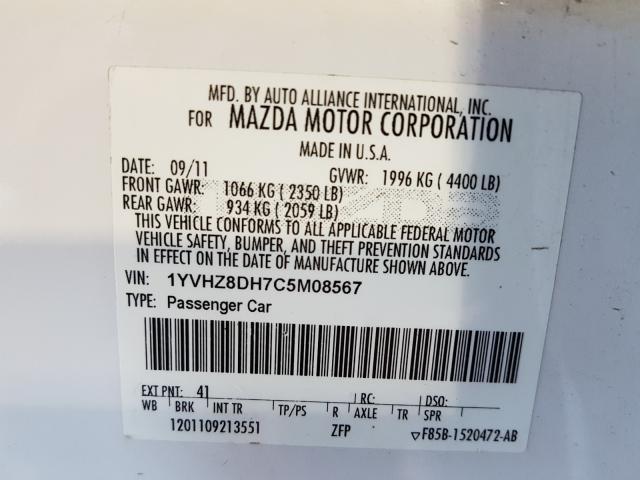 MFD. BY AUTO ALLIANCE INTERNATIONAL, INC.
FOR MAZDA MOTOR CORPORATION
MADE IN U.S.A.
DATE: 09/11 GVWR: 1996 KG ( 4400 LB)
FRONT GAWR: 1066 KG ( 2350 LB)
REAR GAWR: 934 KG ( 2059 LB)
THIS VEHICLE CONFORMS TO ALL APPLICABLE FEDERAL MOTOR
VEHICLE SAFETY, BUMPER, AND THEFT PREVENTION STANDARDS
IN EFFECT ON THE DATE OF MANUFACTURE SHOWN ABOVE.
VIN: 1YVHZ8DH7C5M08567
TYPE: Passenger Car
EXT PNT: 41 RC: DSO:
WB BRK INT TR TP/PS R AXLE TR SPR
1201109213551 ZFP ▽F85B-1520472-AB